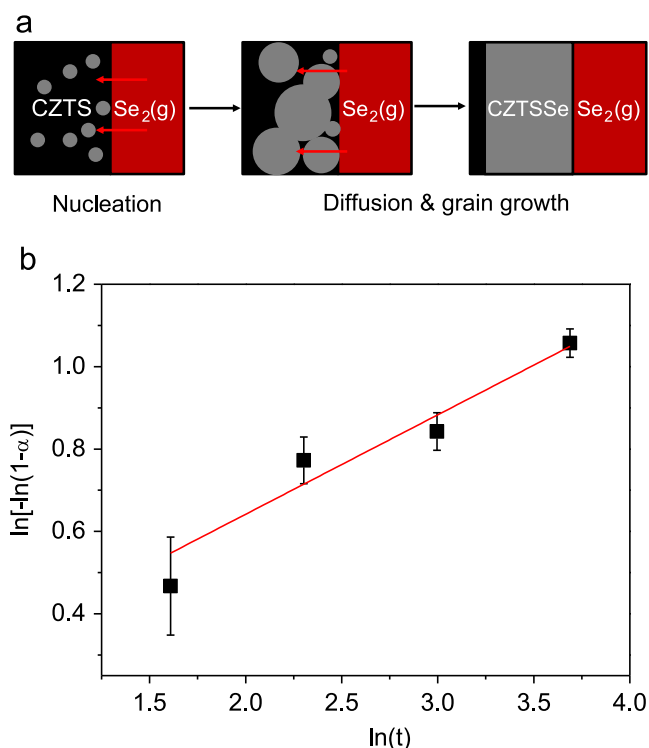 a
CZTS Se₂(g) Se₂(g) CZTSSe Se₂(g)
Nucleation Diffusion & grain growth
b
1.2
1.0
0.8
0.6
0.4
ln[-ln(1-α)]
1.5 2.0 2.5 3.0 3.5 4.0
ln(t)